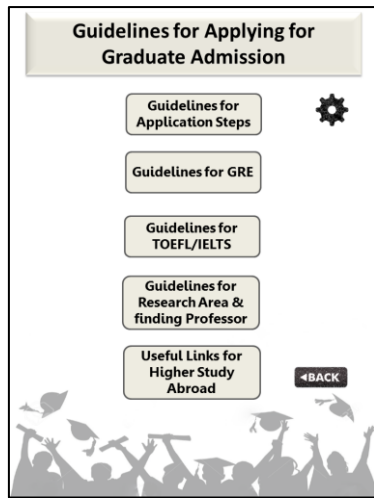 Guidelines for Applying for
Graduate Admission
Guidelines for
Application Steps
Guidelines for GRE
Guidelines for
TOEFL/IELTS
Guidelines for
Research Area &
finding Professor
Useful Links for
Higher Study
Abroad
◄BACK